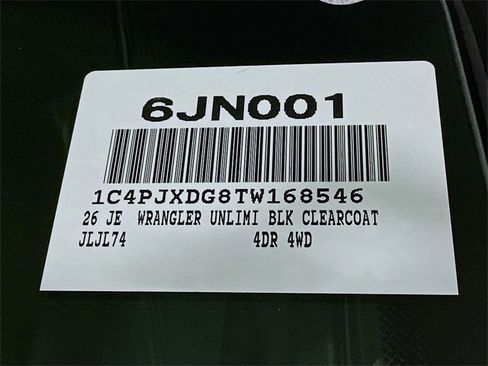 6JN001
1C4PJXDG8TW168546
26 JE WRANGLER UNLIMI BLK CLEARCOAT
JLJL74 4DR 4WD